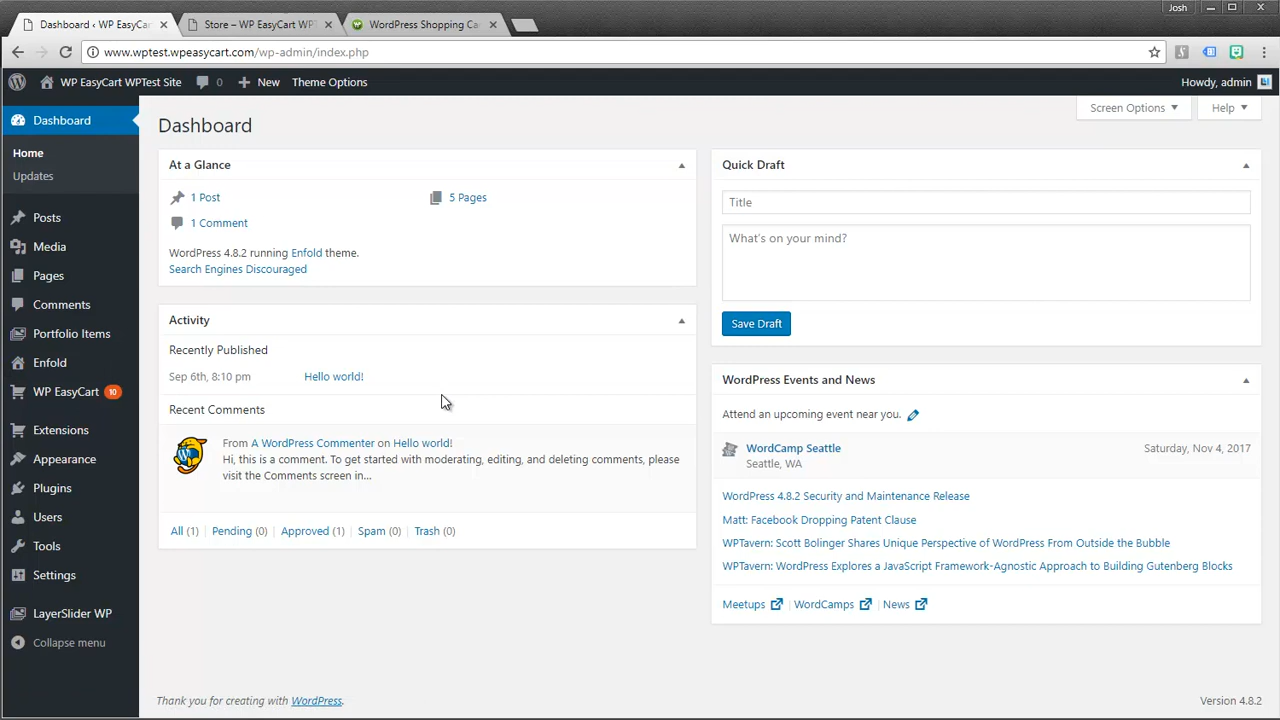 Josh
Dashboard ‹ WP EasyCar
Store – WP EasyCart WPT
WordPress Shopping Ca
www.wptest.wpeasycart.com/wp-admin/index.php
WP EasyCart WPTest Site
0
New
Theme Options
Howdy, admin
Dashboard
Home
Updates
Posts
Media
Pages
Comments
Portfolio Items
Enfold
WP EasyCart 10
Extensions
Appearance
Plugins
Users
Tools
Settings
LayerSlider WP
Collapse menu
Screen Options
Help
Dashboard
At a Glance
1 Post
5 Pages
1 Comment
WordPress 4.8.2 running Enfold theme.
Search Engines Discouraged
Activity
Recently Published
Sep 6th, 8:10 pm
Hello world!
Recent Comments
From A WordPress Commenter on Hello world!
Hi, this is a comment. To get started with moderating, editing, and deleting comments, please
visit the Comments screen in...
All (1) | Pending (0) | Approved (1) | Spam (0) | Trash (0)
Quick Draft
Title
What's on your mind?
Save Draft
WordPress Events and News
Attend an upcoming event near you.
WordCamp Seattle
Saturday, Nov 4, 2017
Seattle, WA
WordPress 4.8.2 Security and Maintenance Release
Matt: Facebook Dropping Patent Clause
WPTavern: Scott Bolinger Shares Unique Perspective of WordPress From Outside the Bubble
WPTavern: WordPress Explores a JavaScript Framework-Agnostic Approach to Building Gutenberg Blocks
Meetups | WordCamps | News
Thank you for creating with WordPress.
Version 4.8.2